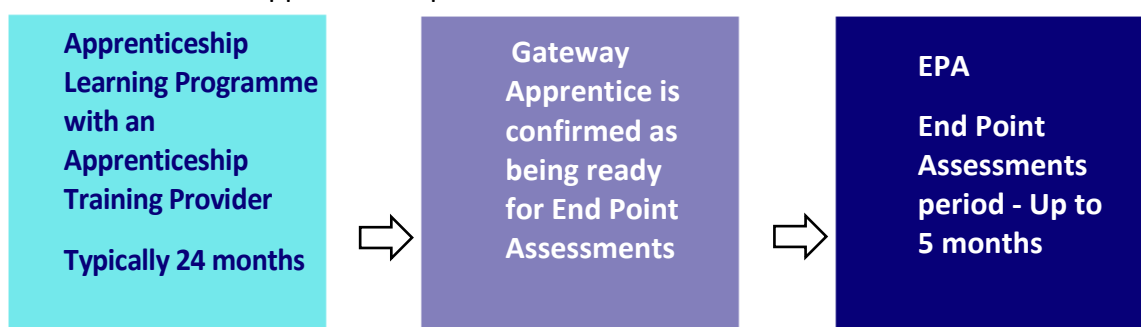 Apprenticeship
Learning Programme
with an
Apprenticeship
Training Provider
Typically 24 months
Gateway
Apprentice is
confirmed as
being ready
for End Point
Assessments
EPA
End Point
Assessments
period - Up to
5 months